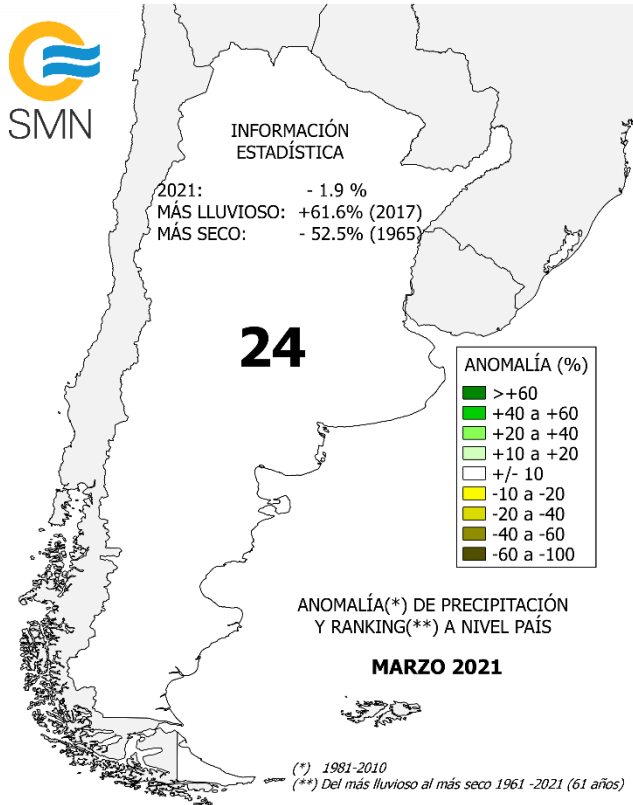 SMN
INFORMACIÓN
ESTADÍSTICA
2021: - 1.9 %
MÁS LLUVIOSO: +61.6% (2017)
MÁS SECO: - 52.5% (1965)
24
ANOMALÍA (%)
>+60
+40 a +60
+20 a +40
+10 a +20
+/- 10
-10 a -20
-20 a -40
-40 a -60
-60 a -100
ANOMALÍA(*) DE PRECIPITACIÓN
Y RANKING(**) A NIVEL PAÍS
MARZO 2021
(*) 1981-2010
(**) Del más lluvioso al más seco 1961 -2021 (61 años)